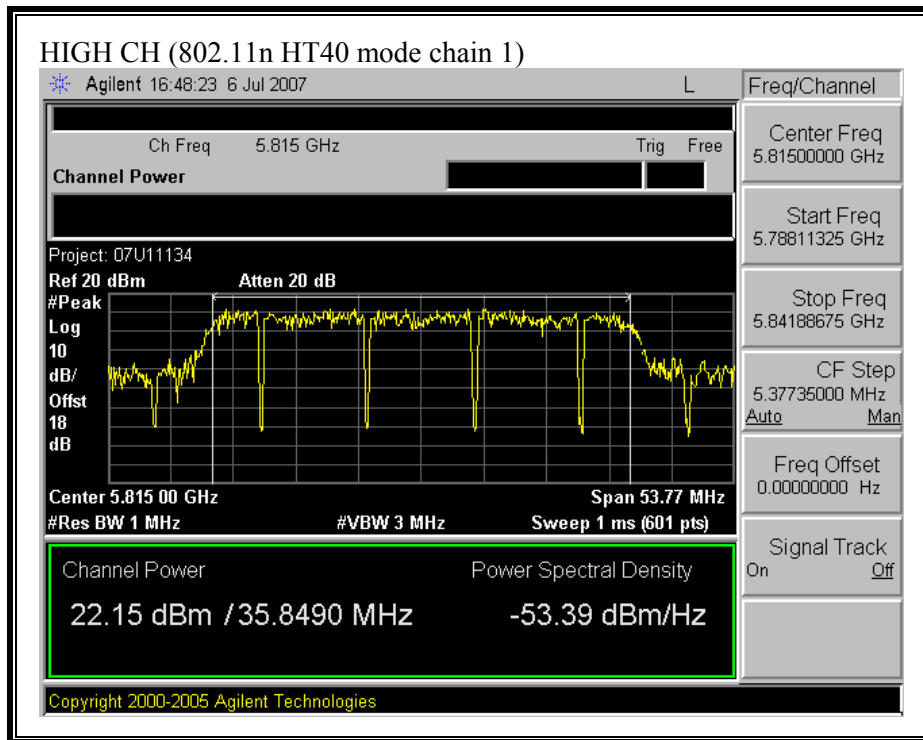 HIGH CH (802.11n HT40 mode chain 1)
Agilent 16:48:23 6 Jul 2007 L
Freq/Channel
Ch Freq 5.815 GHz Trig Free
Channel Power
Center Freq
5.81500000 GHz
Start Freq
5.78811325 GHz
Stop Freq
5.84188675 GHz
CF Step
5.37735000 MHz
Auto Man
Freq Offset
0.00000000 Hz
Signal Track
On Off
Project: 07U11134
Ref 20 dBm Atten 20 dB
#Peak
Log
10
dB/
Offst
18
dB
Center 5.815 00 GHz Span 53.77 MHz
#Res BW 1 MHz #VBW 3 MHz Sweep 1 ms (601 pts)
Channel Power Power Spectral Density
22.15 dBm / 35.8490 MHz -53.39 dBm/Hz
Copyright 2000-2005 Agilent Technologies